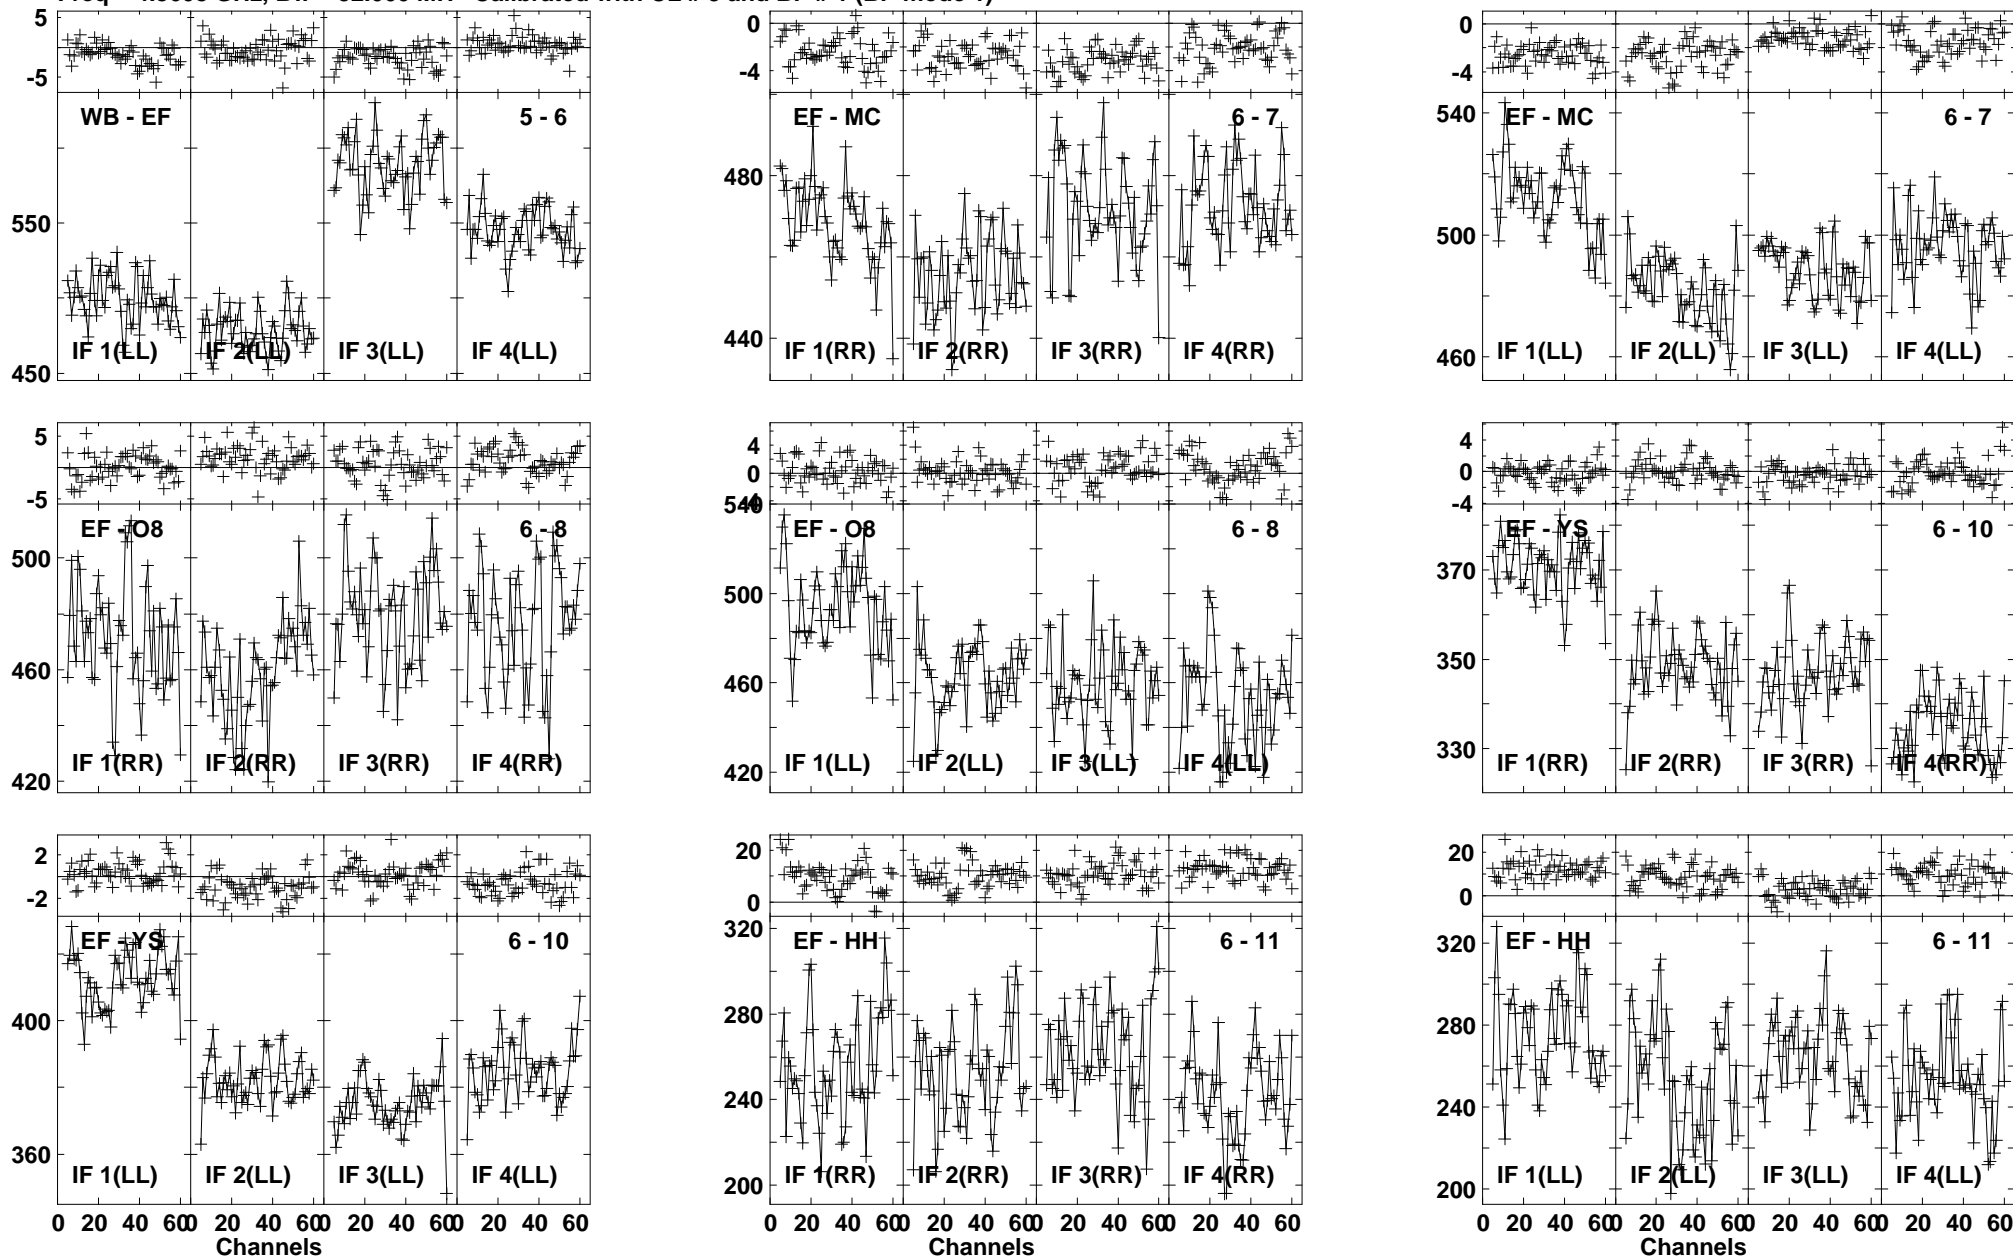 5
-5
WB - EF 5 - 6
550
450
IF 1(LL) IF 2(LL) IF 3(LL) IF 4(LL)
0
-4
EF - MC 6 - 7
480
440
IF 1(RR) IF 2(RR) IF 3(RR) IF 4(RR)
0
-4
EF - MC 6 - 7
540
500
460
IF 1(LL) IF 2(LL) IF 3(LL) IF 4(LL)
5
-5
EF - O8 6 - 8
500
460
420
IF 1(RR) IF 2(RR) IF 3(RR) IF 4(RR)
4
0
540
EF - O8 6 - 8
500
460
420
IF 1(LL) IF 2(LL) IF 3(LL) IF 4(LL)
4
0
-4
EF - YS 6 - 10
370
350
330
IF 1(RR) IF 2(RR) IF 3(RR) IF 4(RR)
2
-2
EF - YS 6 - 10
400
360
IF 1(LL) IF 2(LL) IF 3(LL) IF 4(LL)
0 20 40 60 0 20 40 60 0 20 40 60 0 20 40 60
Channels
20
0
EF - HH 6 - 11
320
280
240
200
IF 1(RR) IF 2(RR) IF 3(RR) IF 4(RR)
0 20 40 60 0 20 40 60 0 20 40 60 0 20 40 60
Channels
20
0
EF - HH 6 - 11
320
280
240
200
IF 1(LL) IF 2(LL) IF 3(LL) IF 4(LL)
0 20 40 60 0 20 40 60 0 20 40 60 0 20 40 60
Channels